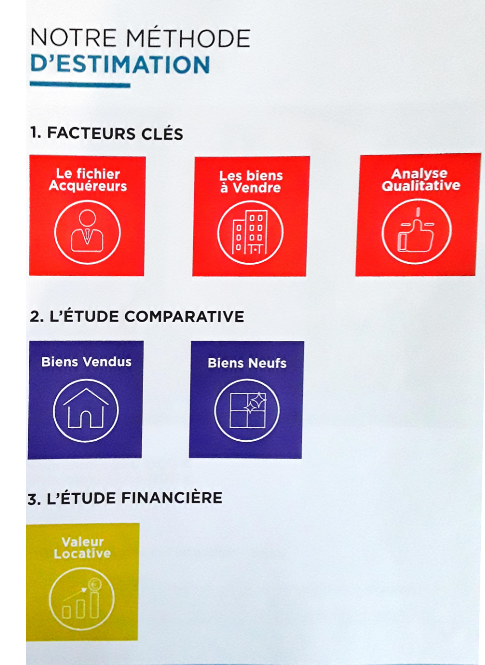 NOTRE MÉTHODE
D'ESTIMATION
1. FACTEURS CLÉS
Le fichier
Acquéreurs
Les biens
à Vendre
Analyse
Qualitative
2. L'ÉTUDE COMPARATIVE
Biens Vendus
Biens Neufs
3. L'ÉTUDE FINANCIÈRE
Valeur
Locative